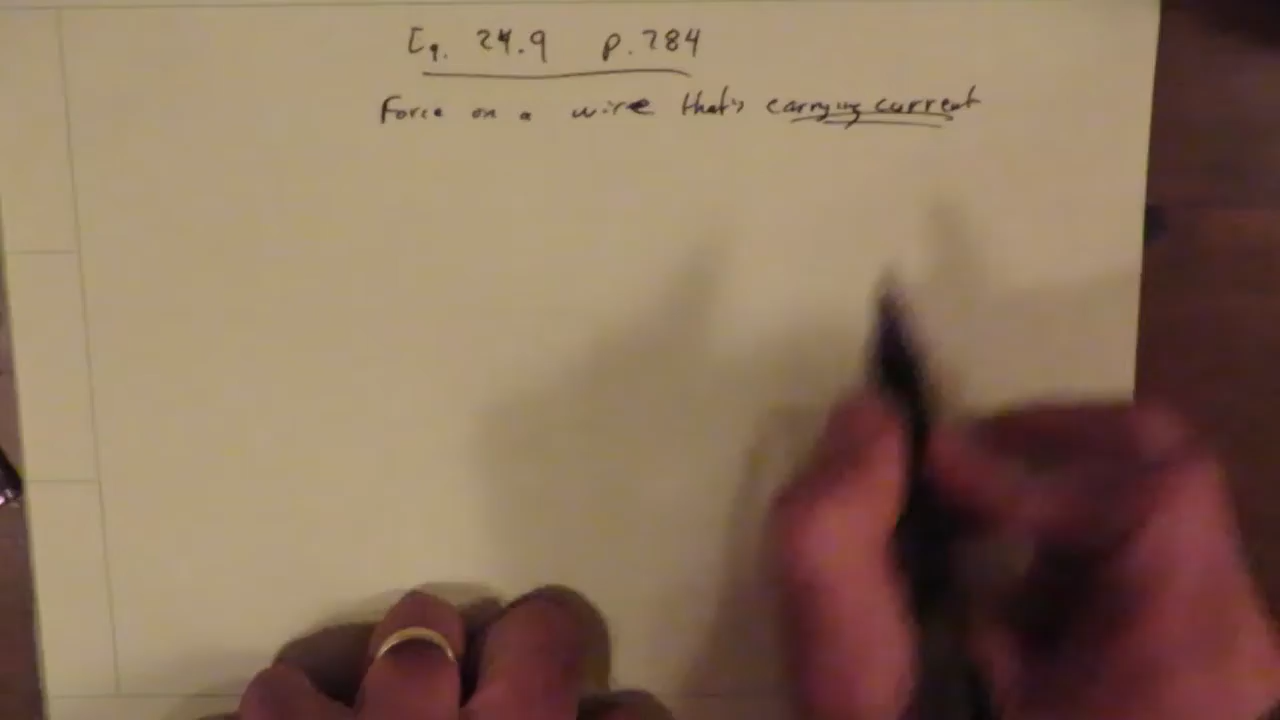 Eq. 24.9 p.784
Force on a wire that's carrying current